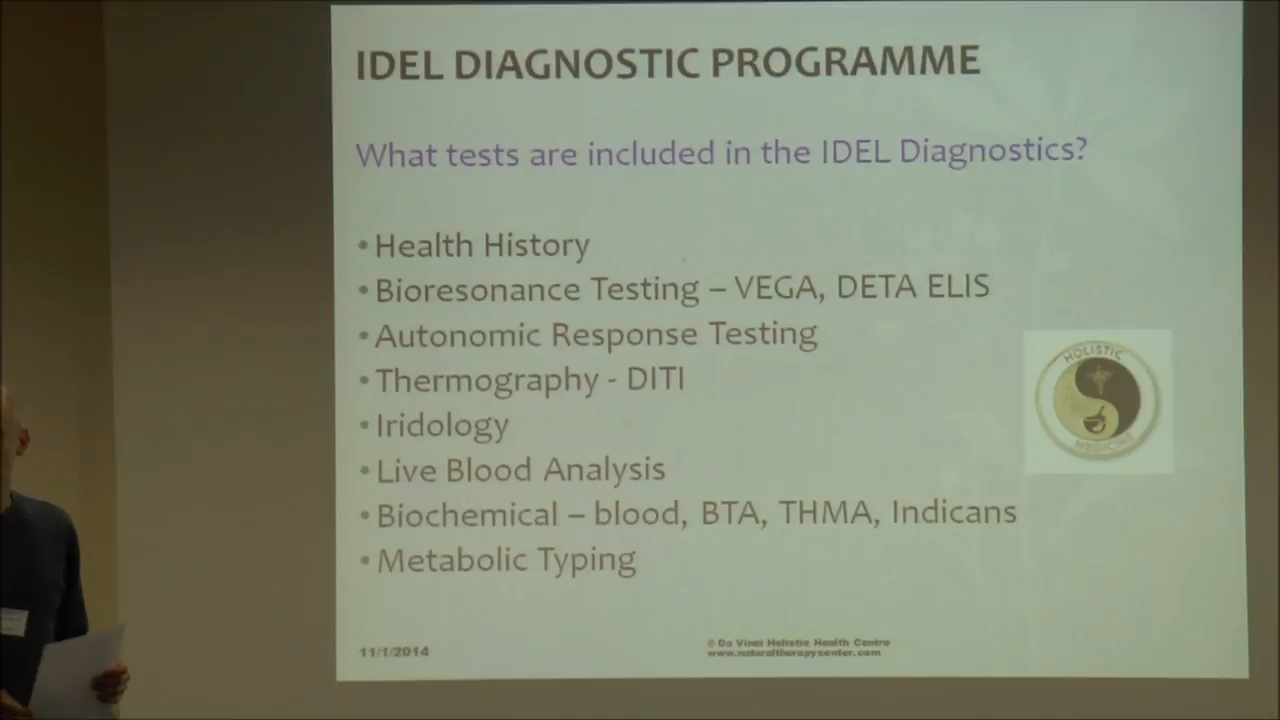 IDEL DIAGNOSTIC PROGRAMME
What tests are included in the IDEL Diagnostics?
• Health History
• Bioresonance Testing – VEGA, DETA ELIS
• Autonomic Response Testing
• Thermography - DITI
• Iridology
• Live Blood Analysis
• Biochemical – blood, BTA, THMA, Indicans
• Metabolic Typing
HOLISTIC
MEDICINE
11/1/2014
© Da Vinci Holistic Health Centre
www.naturaltherapycenter.com